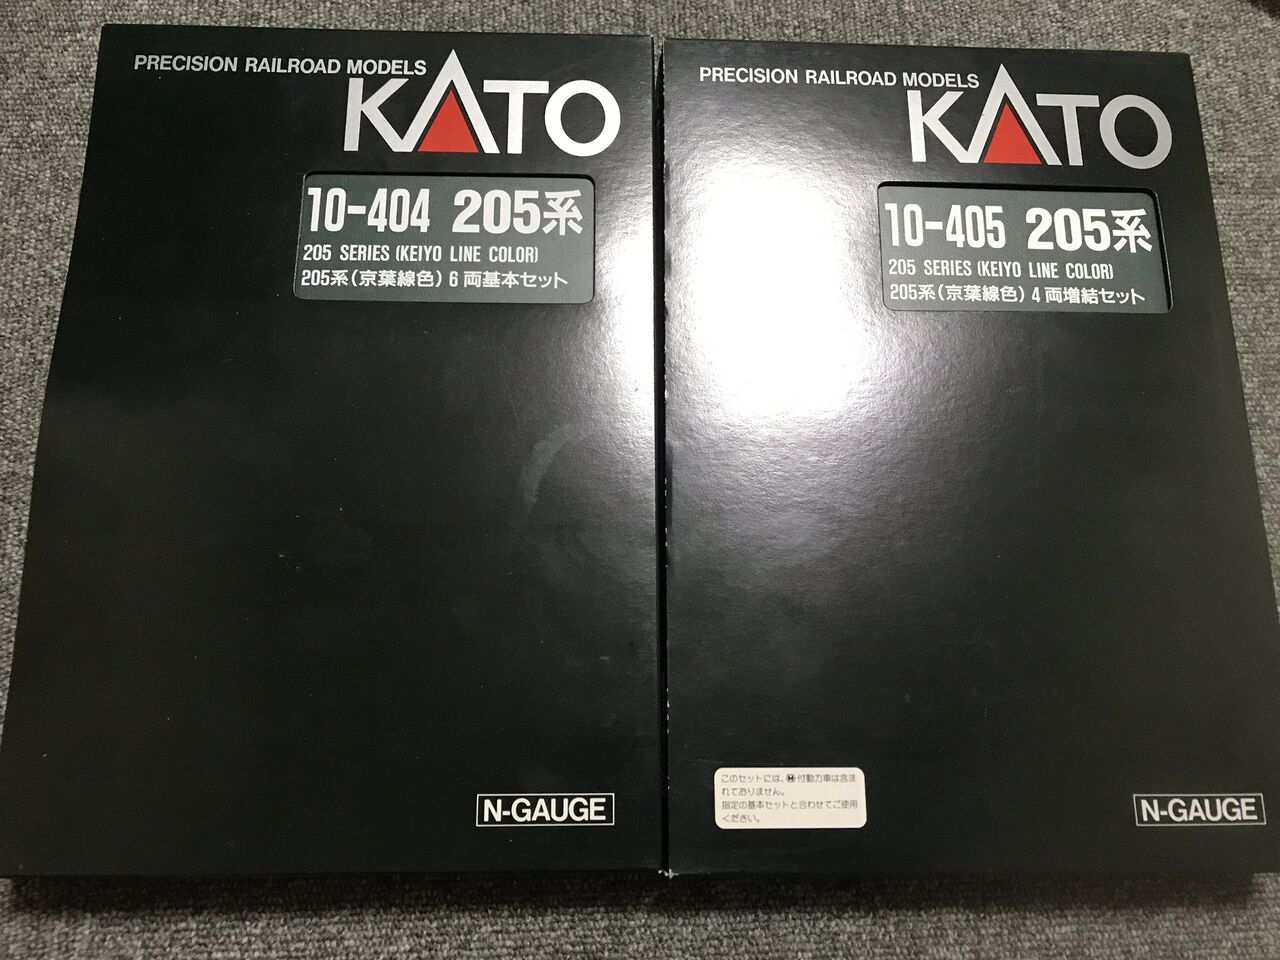 PRECISION RAILROAD MODELS
KATO
10-404 205系
205 SERIES (KEIYO LINE COLOR)
205系(京葉線色)6両基本セット
N-GAUGE
PRECISION RAILROAD MODELS
KATO
10-405 205系
205 SERIES (KEIYO LINE COLOR)
205系(京葉線色)4両増結セット
このセットには、Ⓜ付動力車は含ま
れておりません。
指定の基本セットと合わせてご使用
ください。
N-GAUGE